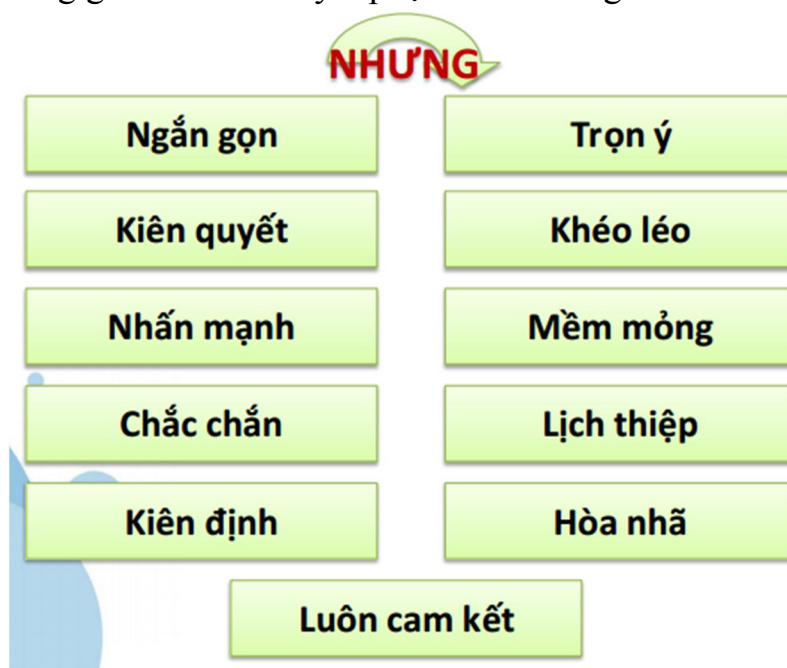 NHƯNG
Ngắn gọn
Trọn ý
Kiên quyết
Khéo léo
Nhấn mạnh
Mềm mỏng
Chắc chắn
Lịch thiệp
Kiên định
Hòa nhã
Luôn cam kết